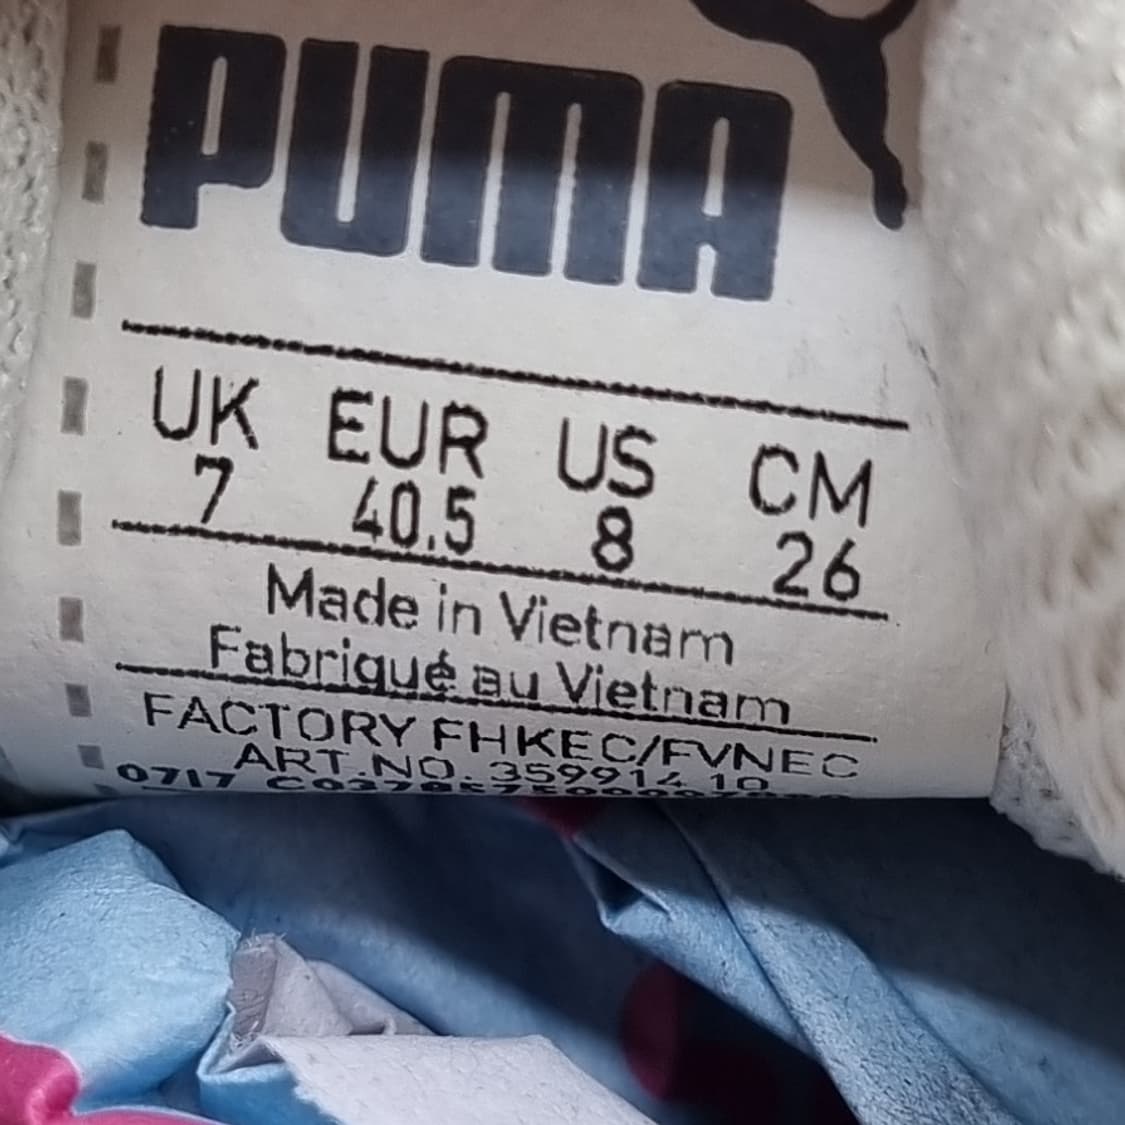 PUMA
UK EUR US CM
7 40.5 8 26
Made in Vietnam
Fabriqué au Vietnam
FACTORY FHKEC/FVNEC
ART.NO. 359914 10
0717